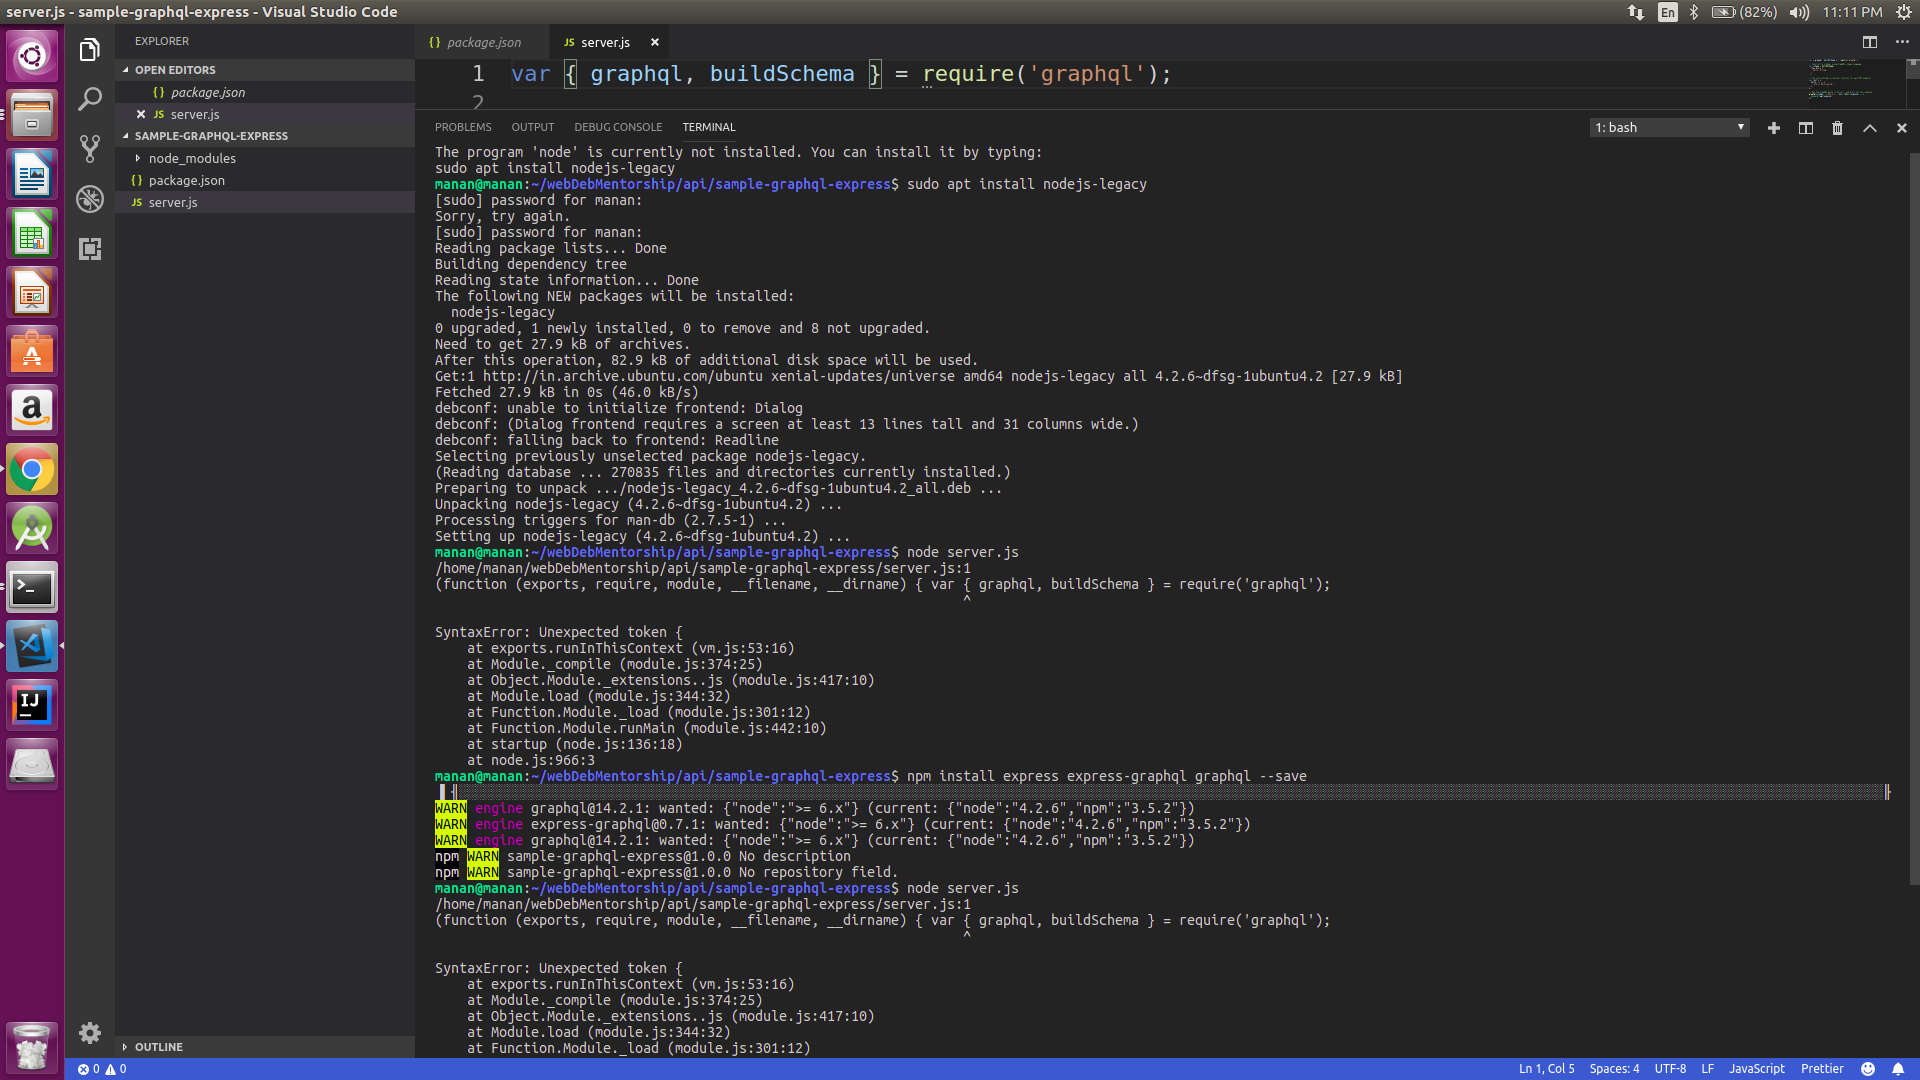 server.js - sample-graphql-express - Visual Studio Code
En
(82%)
11:11 PM
EXPLORER
OPEN EDITORS
{} package.json
JS server.js
SAMPLE-GRAPHQL-EXPRESS
node_modules
{} package.json
JS server.js
OUTLINE
{} package.json
JS server.js
1 var { graphql, buildSchema } = require('graphql');
2
PROBLEMS OUTPUT DEBUG CONSOLE TERMINAL
1: bash
The program 'node' is currently not installed. You can install it by typing:
sudo apt install nodejs-legacy
manan@manan:~/webDebMentorship/api/sample-graphql-express$ sudo apt install nodejs-legacy
[sudo] password for manan:
Sorry, try again.
[sudo] password for manan:
Reading package lists... Done
Building dependency tree
Reading state information... Done
The following NEW packages will be installed:
nodejs-legacy
0 upgraded, 1 newly installed, 0 to remove and 8 not upgraded.
Need to get 27.9 kB of archives.
After this operation, 82.9 kB of additional disk space will be used.
Get:1 http://in.archive.ubuntu.com/ubuntu xenial-updates/universe amd64 nodejs-legacy all 4.2.6~dfsg-1ubuntu4.2 [27.9 kB]
Fetched 27.9 kB in 0s (46.0 kB/s)
debconf: unable to initialize frontend: Dialog
debconf: (Dialog frontend requires a screen at least 13 lines tall and 31 columns wide.)
debconf: falling back to frontend: Readline
Selecting previously unselected package nodejs-legacy.
(Reading database ... 270835 files and directories currently installed.)
Preparing to unpack .../nodejs-legacy_4.2.6~dfsg-1ubuntu4.2_all.deb ...
Unpacking nodejs-legacy (4.2.6~dfsg-1ubuntu4.2) ...
Processing triggers for man-db (2.7.5-1) ...
Setting up nodejs-legacy (4.2.6~dfsg-1ubuntu4.2) ...
manan@manan:~/webDebMentorship/api/sample-graphql-express$ node server.js
/home/manan/webDebMentorship/api/sample-graphql-express/server.js:1
(function (exports, require, module, __filename, __dirname) { var { graphql, buildSchema } = require('graphql');
^
SyntaxError: Unexpected token {
at exports.runInThisContext (vm.js:53:16)
at Module._compile (module.js:374:25)
at Object.Module._extensions..js (module.js:417:10)
at Module.load (module.js:344:32)
at Function.Module._load (module.js:301:12)
at Function.Module.runMain (module.js:442:10)
at startup (node.js:136:18)
at node.js:966:3
manan@manan:~/webDebMentorship/api/sample-graphql-express$ npm install express express-graphql graphql --save
WARN engine graphql@14.2.1: wanted: {"node":">= 6.x"} (current: {"node":"4.2.6","npm":"3.5.2"})
WARN engine express-graphql@0.7.1: wanted: {"node":">= 6.x"} (current: {"node":"4.2.6","npm":"3.5.2"})
WARN engine graphql@14.2.1: wanted: {"node":">= 6.x"} (current: {"node":"4.2.6","npm":"3.5.2"})
npm WARN sample-graphql-express@1.0.0 No description
npm WARN sample-graphql-express@1.0.0 No repository field.
manan@manan:~/webDebMentorship/api/sample-graphql-express$ node server.js
/home/manan/webDebMentorship/api/sample-graphql-express/server.js:1
(function (exports, require, module, __filename, __dirname) { var { graphql, buildSchema } = require('graphql');
^
SyntaxError: Unexpected token {
at exports.runInThisContext (vm.js:53:16)
at Module._compile (module.js:374:25)
at Object.Module._extensions..js (module.js:417:10)
at Module.load (module.js:344:32)
at Function.Module._load (module.js:301:12)
0 0
Ln 1, Col 5 Spaces: 4 UTF-8 LF JavaScript Prettier